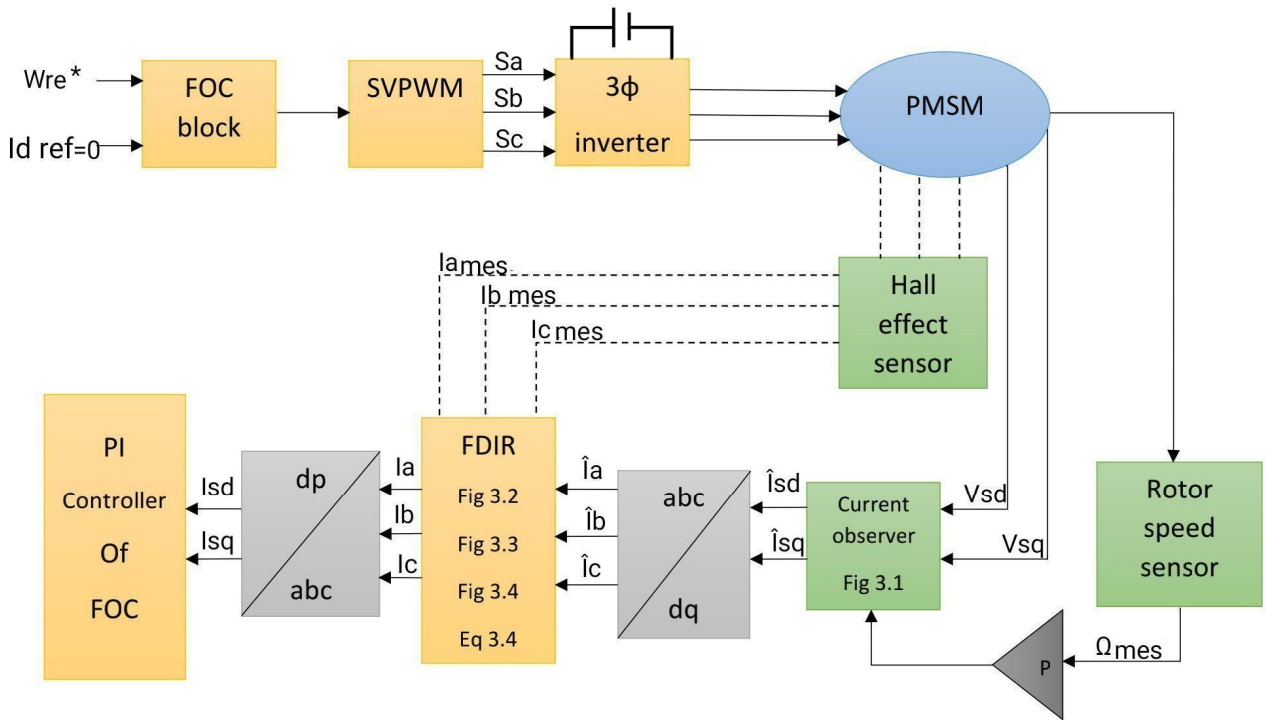 Wre*
Id ref=0
FOC
block
SVPWM
Sa
Sb
Sc
3ϕ
inverter
PMSM
Hall
effect
sensor
Ia mes
Ib mes
Ic mes
PI
Controller
Of
FOC
Isd
Isq
dp
abc
Ia
Ib
Ic
FDIR
Fig 3.2
Fig 3.3
Fig 3.4
Eq 3.4
Îa
Îb
Îc
abc
dq
Îsd
Îsq
Current
observer
Fig 3.1
Vsd
Vsq
Rotor
speed
sensor
Ωmes
P